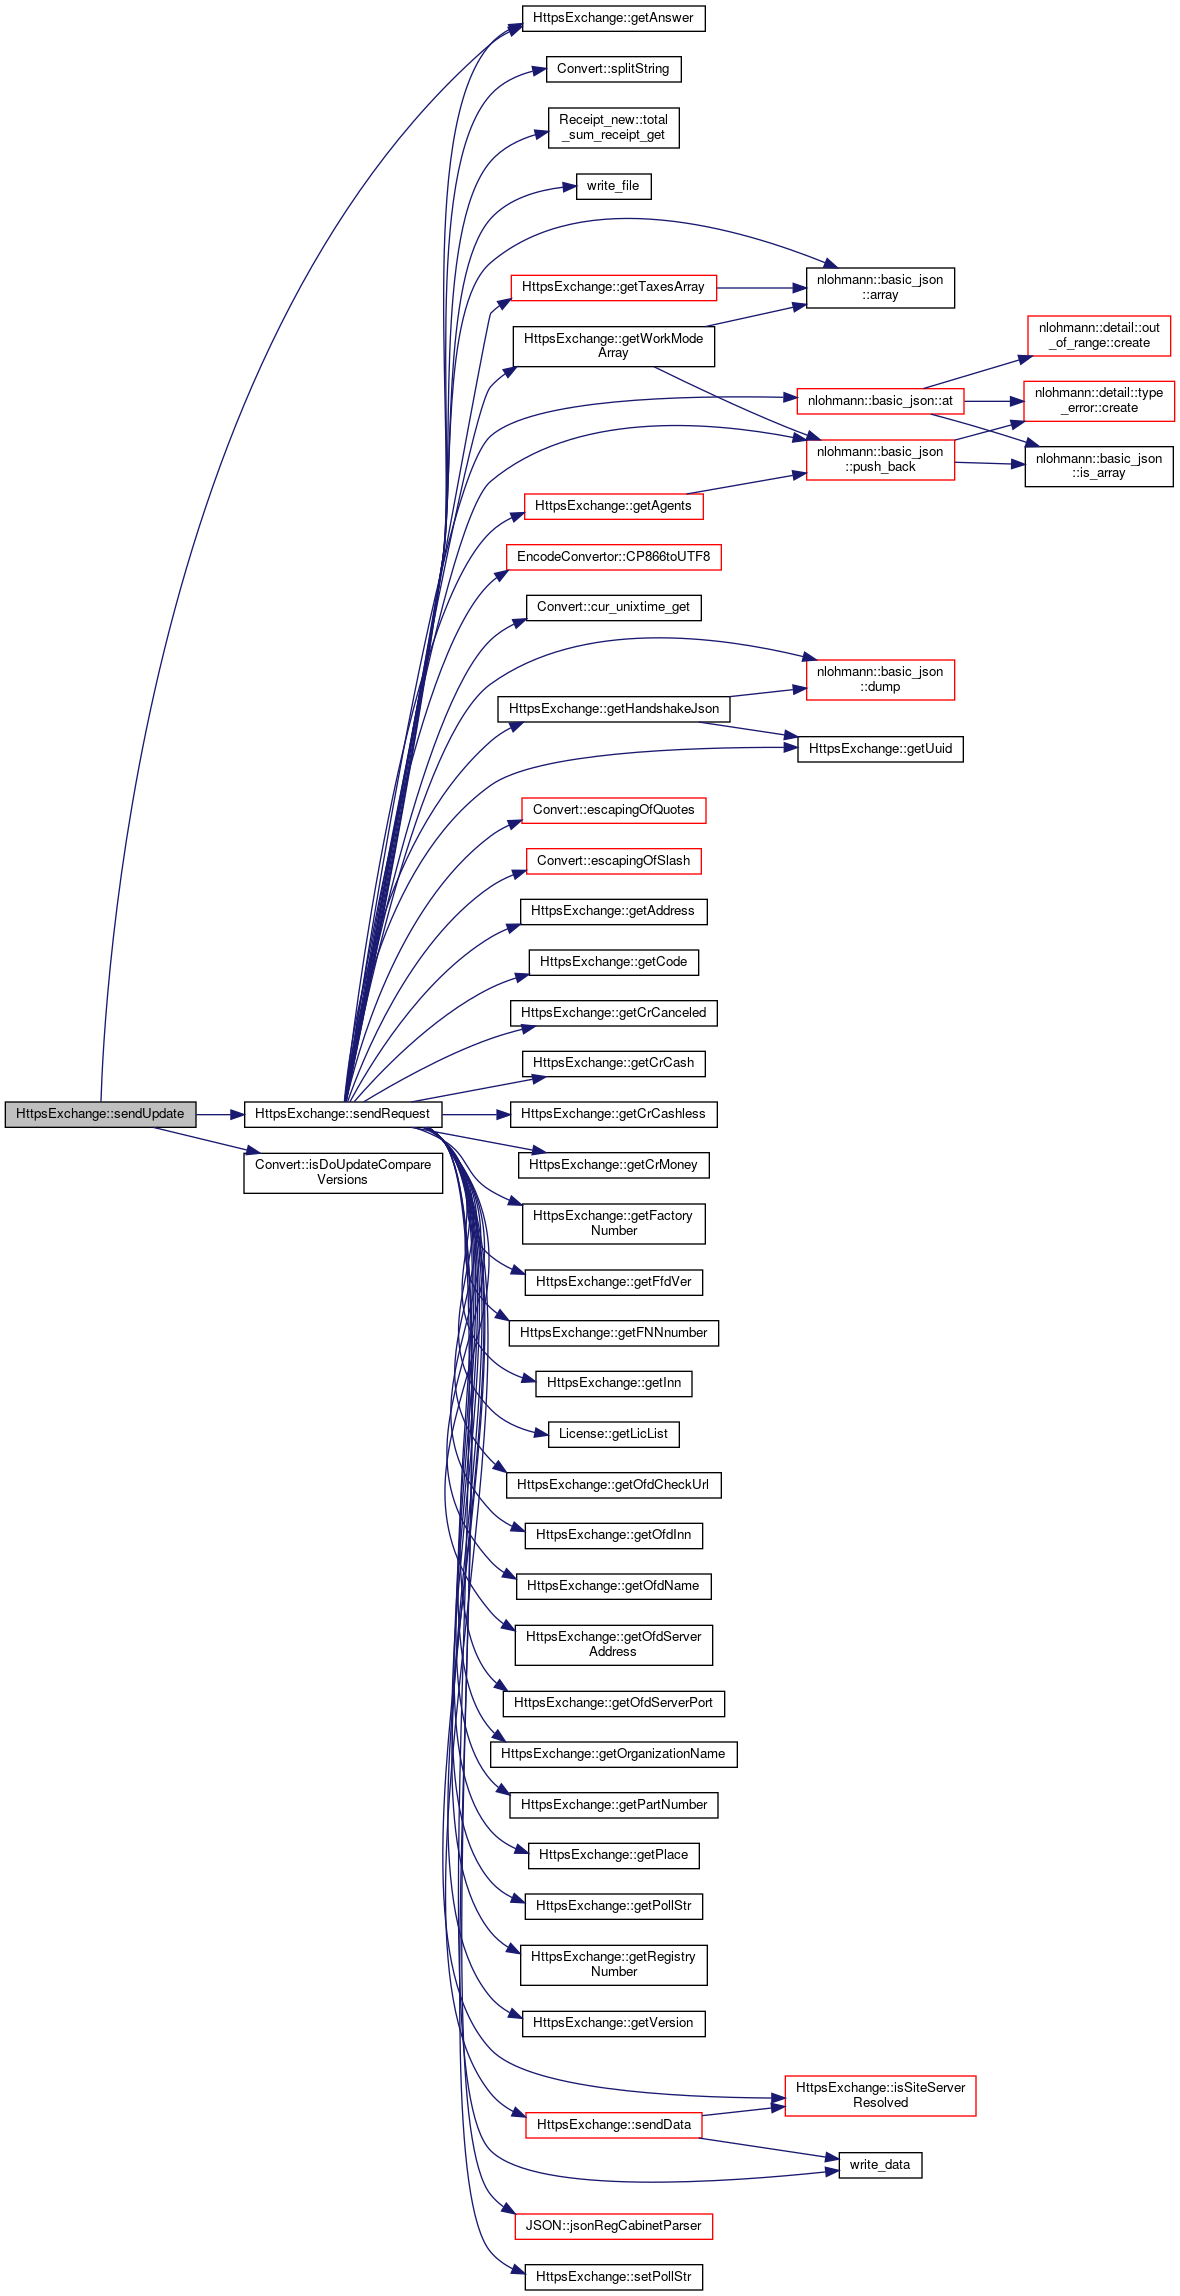 HttpsExchange::getAnswer
Convert::splitString
Receipt_new::total
_sum_receipt_get
write_file
nlohmann::basic_json
::array
HttpsExchange::getTaxesArray
HttpsExchange::getWorkMode
Array
nlohmann::detail::out
_of_range::create
nlohmann::basic_json::at
nlohmann::detail::type
_error::create
nlohmann::basic_json
::push_back
nlohmann::basic_json
::is_array
HttpsExchange::getAgents
EncodeConvertor::CP866toUTF8
Convert::cur_unixtime_get
nlohmann::basic_json
::dump
HttpsExchange::getHandshakeJson
HttpsExchange::getUuid
Convert::escapingOfQuotes
Convert::escapingOfSlash
HttpsExchange::getAddress
HttpsExchange::getCode
HttpsExchange::getCrCanceled
HttpsExchange::getCrCash
HttpsExchange::sendUpdate
HttpsExchange::sendRequest
HttpsExchange::getCrCashless
Convert::isDoUpdateCompare
Versions
HttpsExchange::getCrMoney
HttpsExchange::getFactory
Number
HttpsExchange::getFfdVer
HttpsExchange::getFNNnumber
HttpsExchange::getInn
License::getLicList
HttpsExchange::getOfdCheckUrl
HttpsExchange::getOfdInn
HttpsExchange::getOfdName
HttpsExchange::getOfdServer
Address
HttpsExchange::getOfdServerPort
HttpsExchange::getOrganizationName
HttpsExchange::getPartNumber
HttpsExchange::getPlace
HttpsExchange::getPollStr
HttpsExchange::getRegistry
Number
HttpsExchange::getVersion
HttpsExchange::isSiteServer
Resolved
HttpsExchange::sendData
write_data
JSON::jsonRegCabinetParser
HttpsExchange::setPollStr